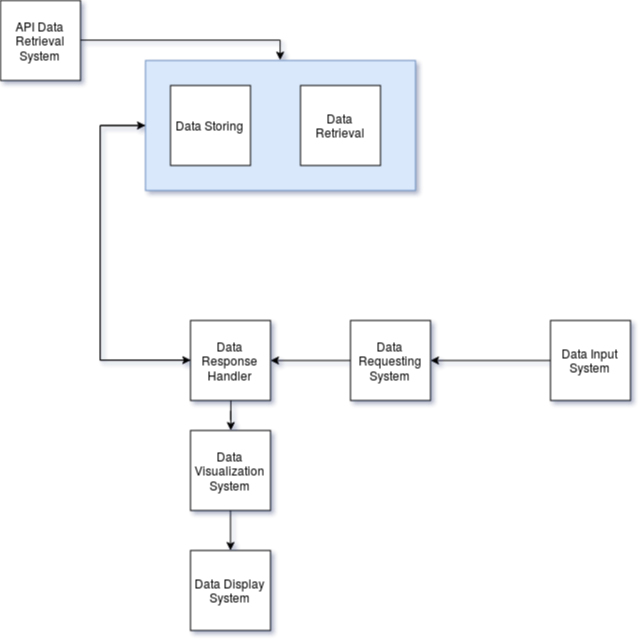 API Data
Retrieval
System
Data Storing
Data
Retrieval
Data
Response
Handler
Data
Requesting
System
Data Input
System
Data
Visualization
System
Data Display
System